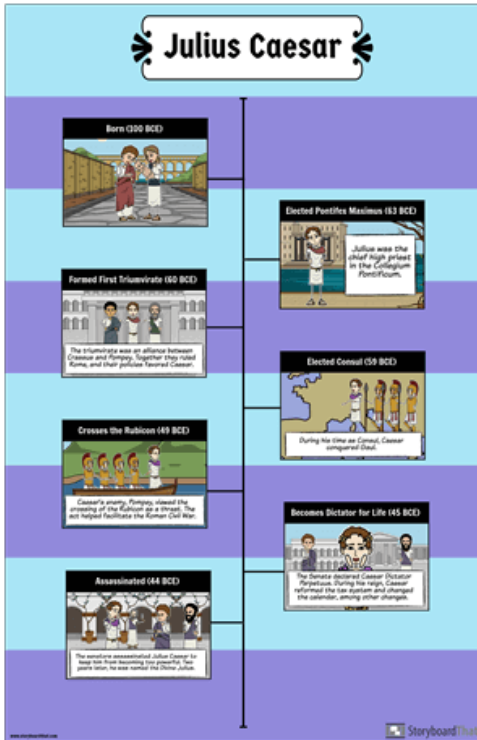 Julius Caesar
Born (100 BCE)
Elected Pontifex Maximus (63 BCE)
Julius was the
chief high priest
in the Collegium
Pontificum.
Formed First Triumvirate (60 BCE)
The triumvirate was an alliance between
Crassus and Pompey. Together they ruled
Rome, and their policies favored Caesar.
Elected Consul (59 BCE)
During his time as Consul, Caesar
conquered Gaul.
Crosses the Rubicon (49 BCE)
Caesar's enemy, Pompey, viewed the
crossing of the Rubicon as a threat. The
act helped facilitate the Roman Civil War.
Becomes Dictator for Life (45 BCE)
The Senate declared Caesar Dictator
Perpetuus. During his reign, Caesar
reformed the tax system and changed
the calendar, among other changes.
Assassinated (44 BCE)
The senators assassinated Julius Caesar to
keep him from becoming too powerful. Two
years later, he was named the Divine Julius.
www.storyboardthat.com
StoryboardThat